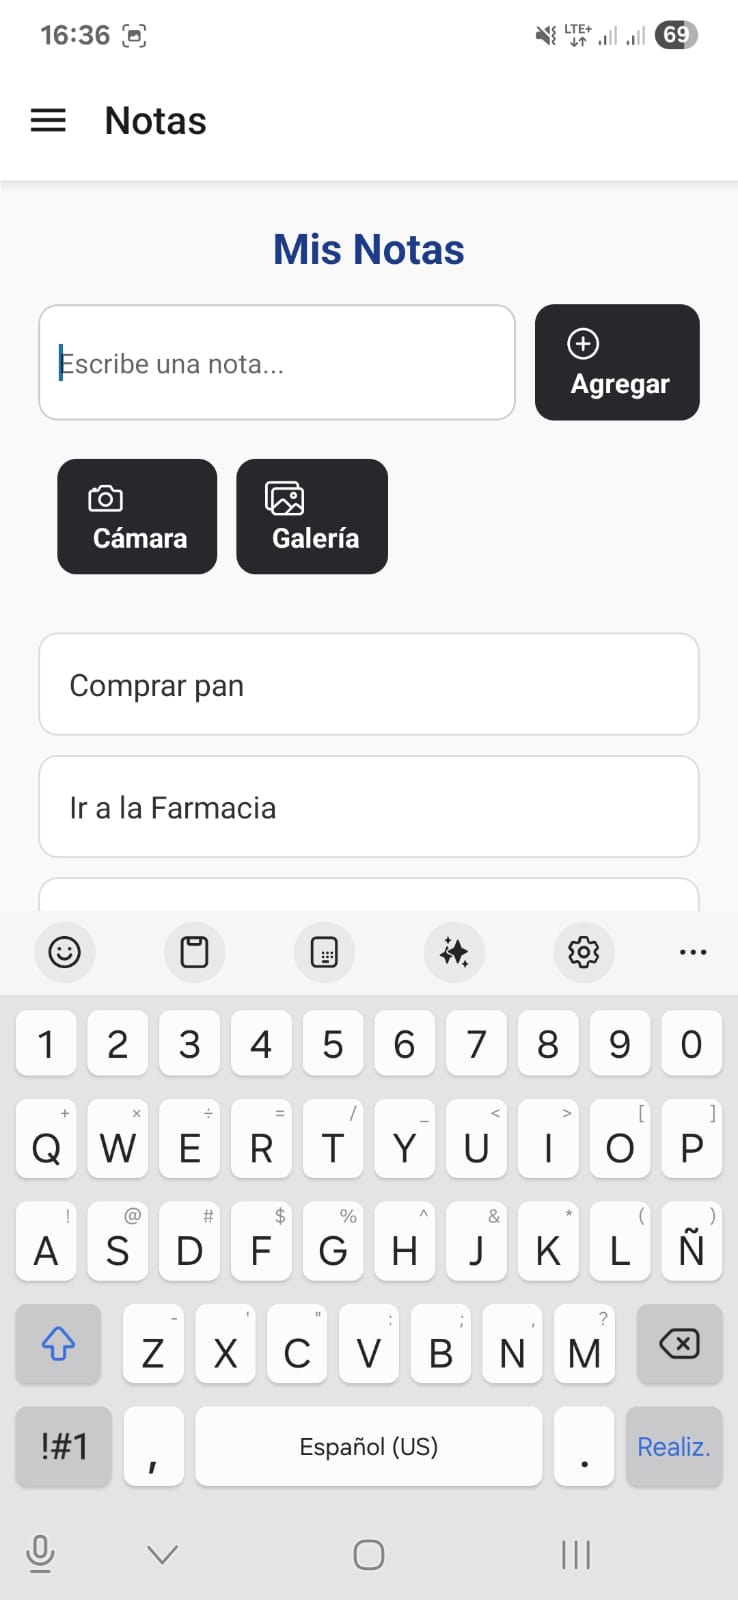 16:36 LTE+ 69
Notas
Mis Notas
Escribe una nota...
Agregar
Cámara Galería
Comprar pan
Ir a la Farmacia
1 2 3 4 5 6 7 8 9 0
+ × ÷ = / _ < > [ ]
Q W E R T Y U I O P
! @ # $ % ^ & * ( )
A S D F G H J K L Ñ
- ' " : ; , ?
Z X C V B N M
!#1 , Español (US) . Realiz.